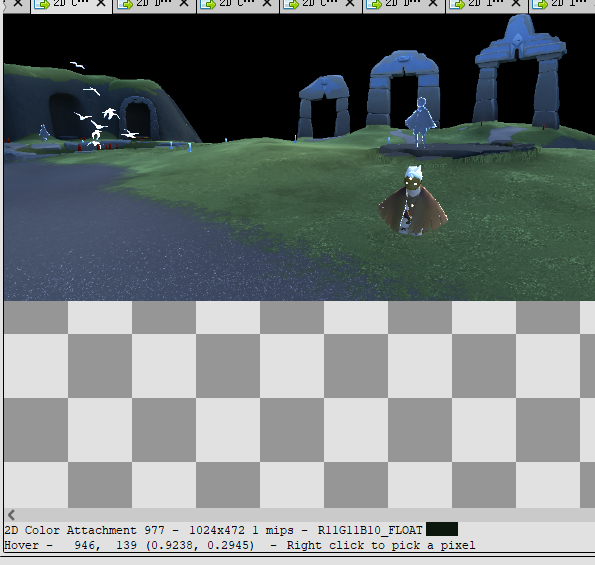 2D C··· ✕ 2D D··· ✕ 2D C··· ✕ 2D C··· ✕ 2D D··· ✕ 2D I··· ✕ 2D I···
2D Color Attachment 977 - 1024x472 1 mips - R11G11B10_FLOAT
Hover -   946,  139 (0.9238, 0.2945)  - Right click to pick a pixel